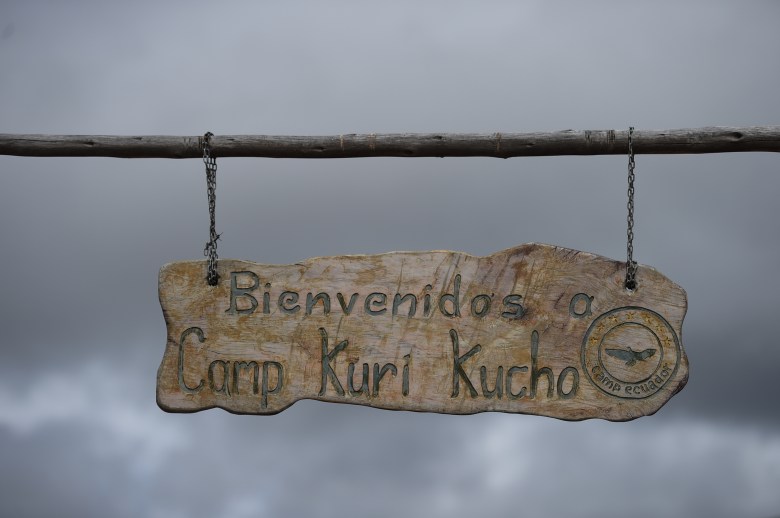 Bienvenidos a
Camp Kuri Kucho
camp ecuador